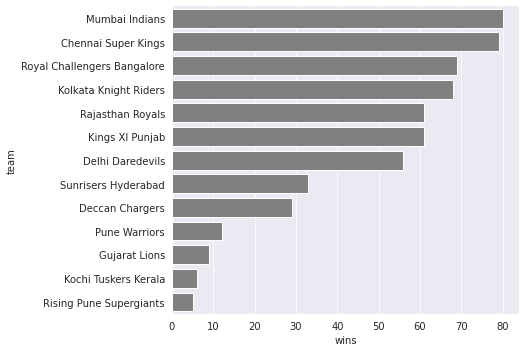 Mumbai Indians
Chennai Super Kings
Royal Challengers Bangalore
Kolkata Knight Riders
Rajasthan Royals
Kings XI Punjab
Delhi Daredevils
Sunrisers Hyderabad
Deccan Chargers
Pune Warriors
Gujarat Lions
Kochi Tuskers Kerala
Rising Pune Supergiants
team
0 10 20 30 40 50 60 70 80
wins